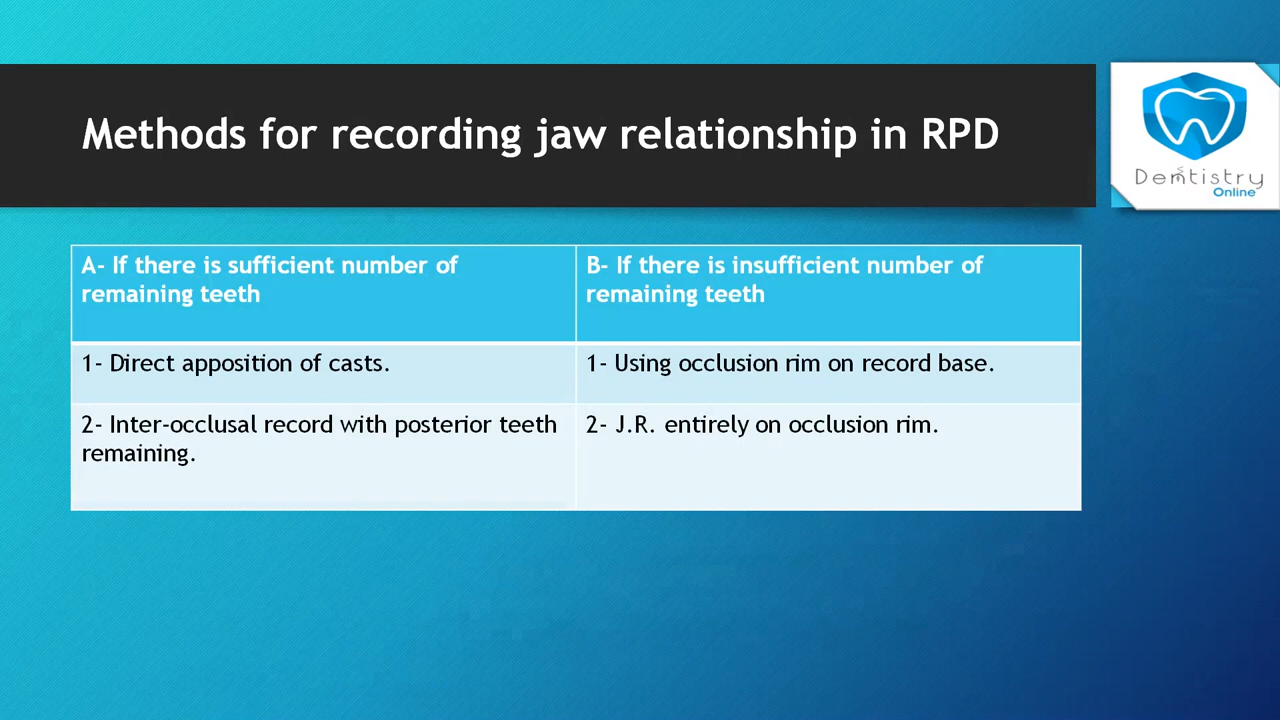 Methods for recording jaw relationship in RPD
Dentistry
Online
A- If there is sufficient number of
remaining teeth
B- If there is insufficient number of
remaining teeth
1- Direct apposition of casts.
1- Using occlusion rim on record base.
2- Inter-occlusal record with posterior teeth
remaining.
2- J.R. entirely on occlusion rim.